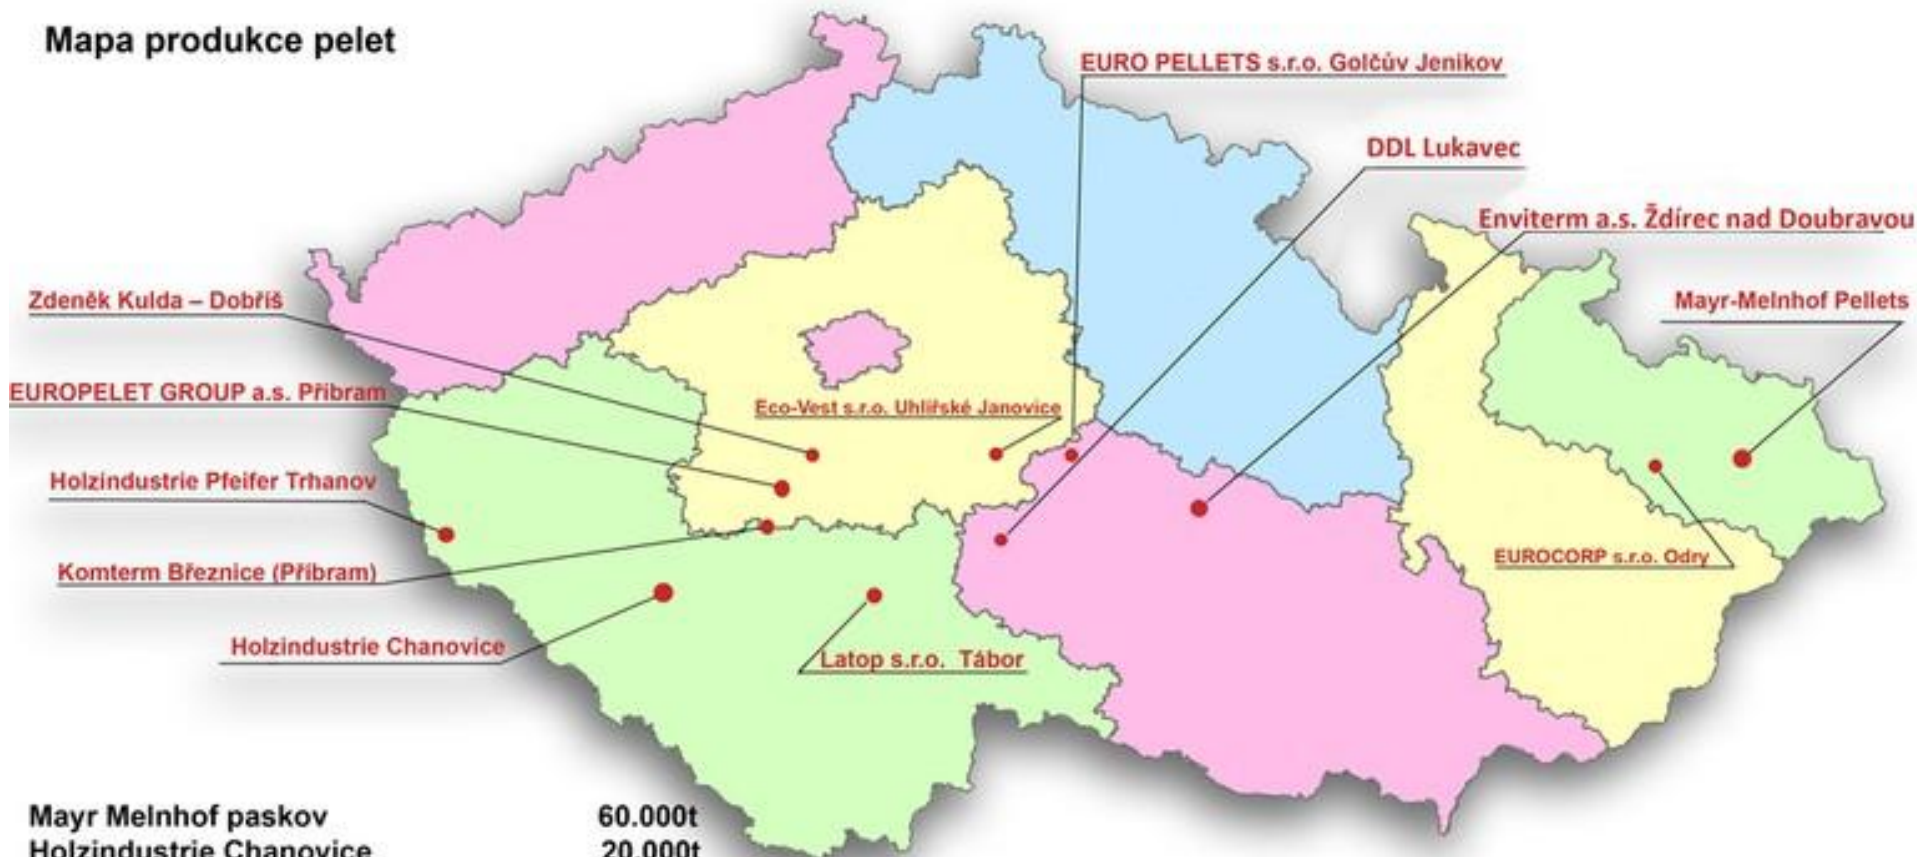 Mapa produkce pelet
EURO PELLETS s.r.o. Golčův Jenikov
DDL Lukavec
Enviterm a.s. Ždírec nad Doubravou
Zdeněk Kulda – Dobříš
Mayr-Melnhof Pellets
EUROPELET GROUP a.s. Příbram
Eco-Vest s.r.o. Uhlířské Janovice
Holzindustrie Pfeifer Trhanov
Komterm Březnice (Příbram)
EUROCORP s.r.o. Odry
Holzindustrie Chanovice
Latop s.r.o. Tábor
Mayr Melnhof paskov 60.000t
Holzindustrie Chanovice 20.000t